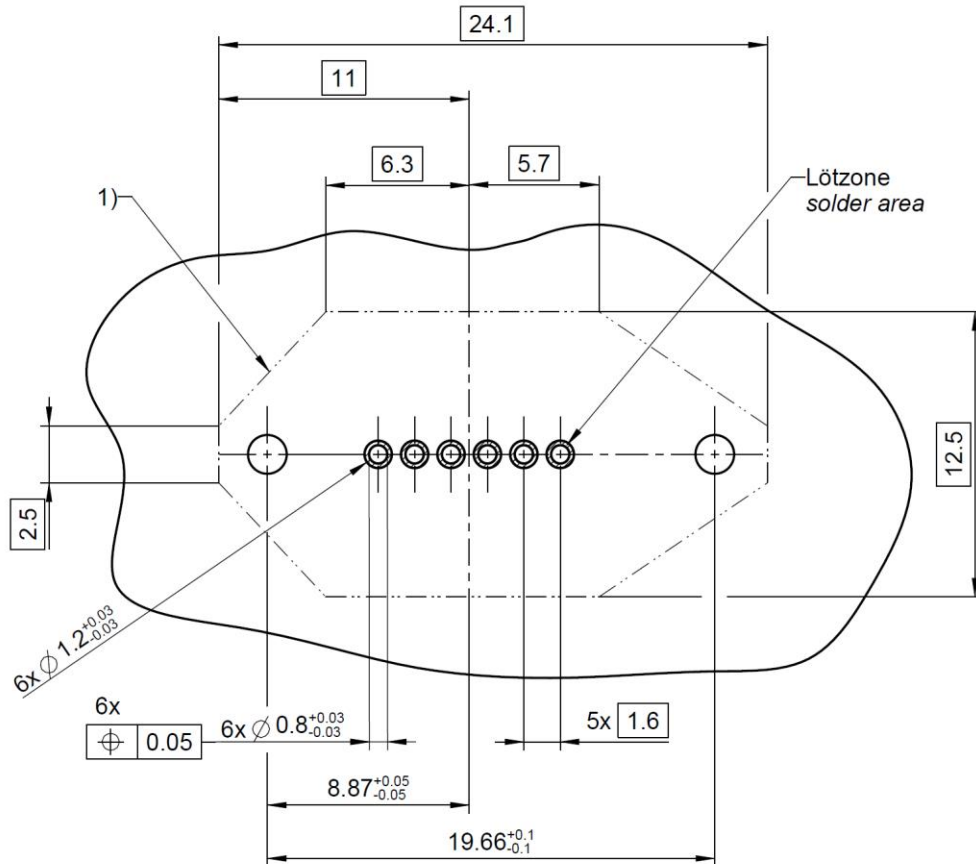 24.1
11
6.3
5.7
1)
Lötzone
solder area
12.5
2.5
6x ∅ 1.2 +0.03 -0.03
6x
⌖ 0.05
6x ∅ 0.8 +0.03 -0.03
5x 1.6
8.87 +0.05 -0.05
19.66 +0.1 -0.1